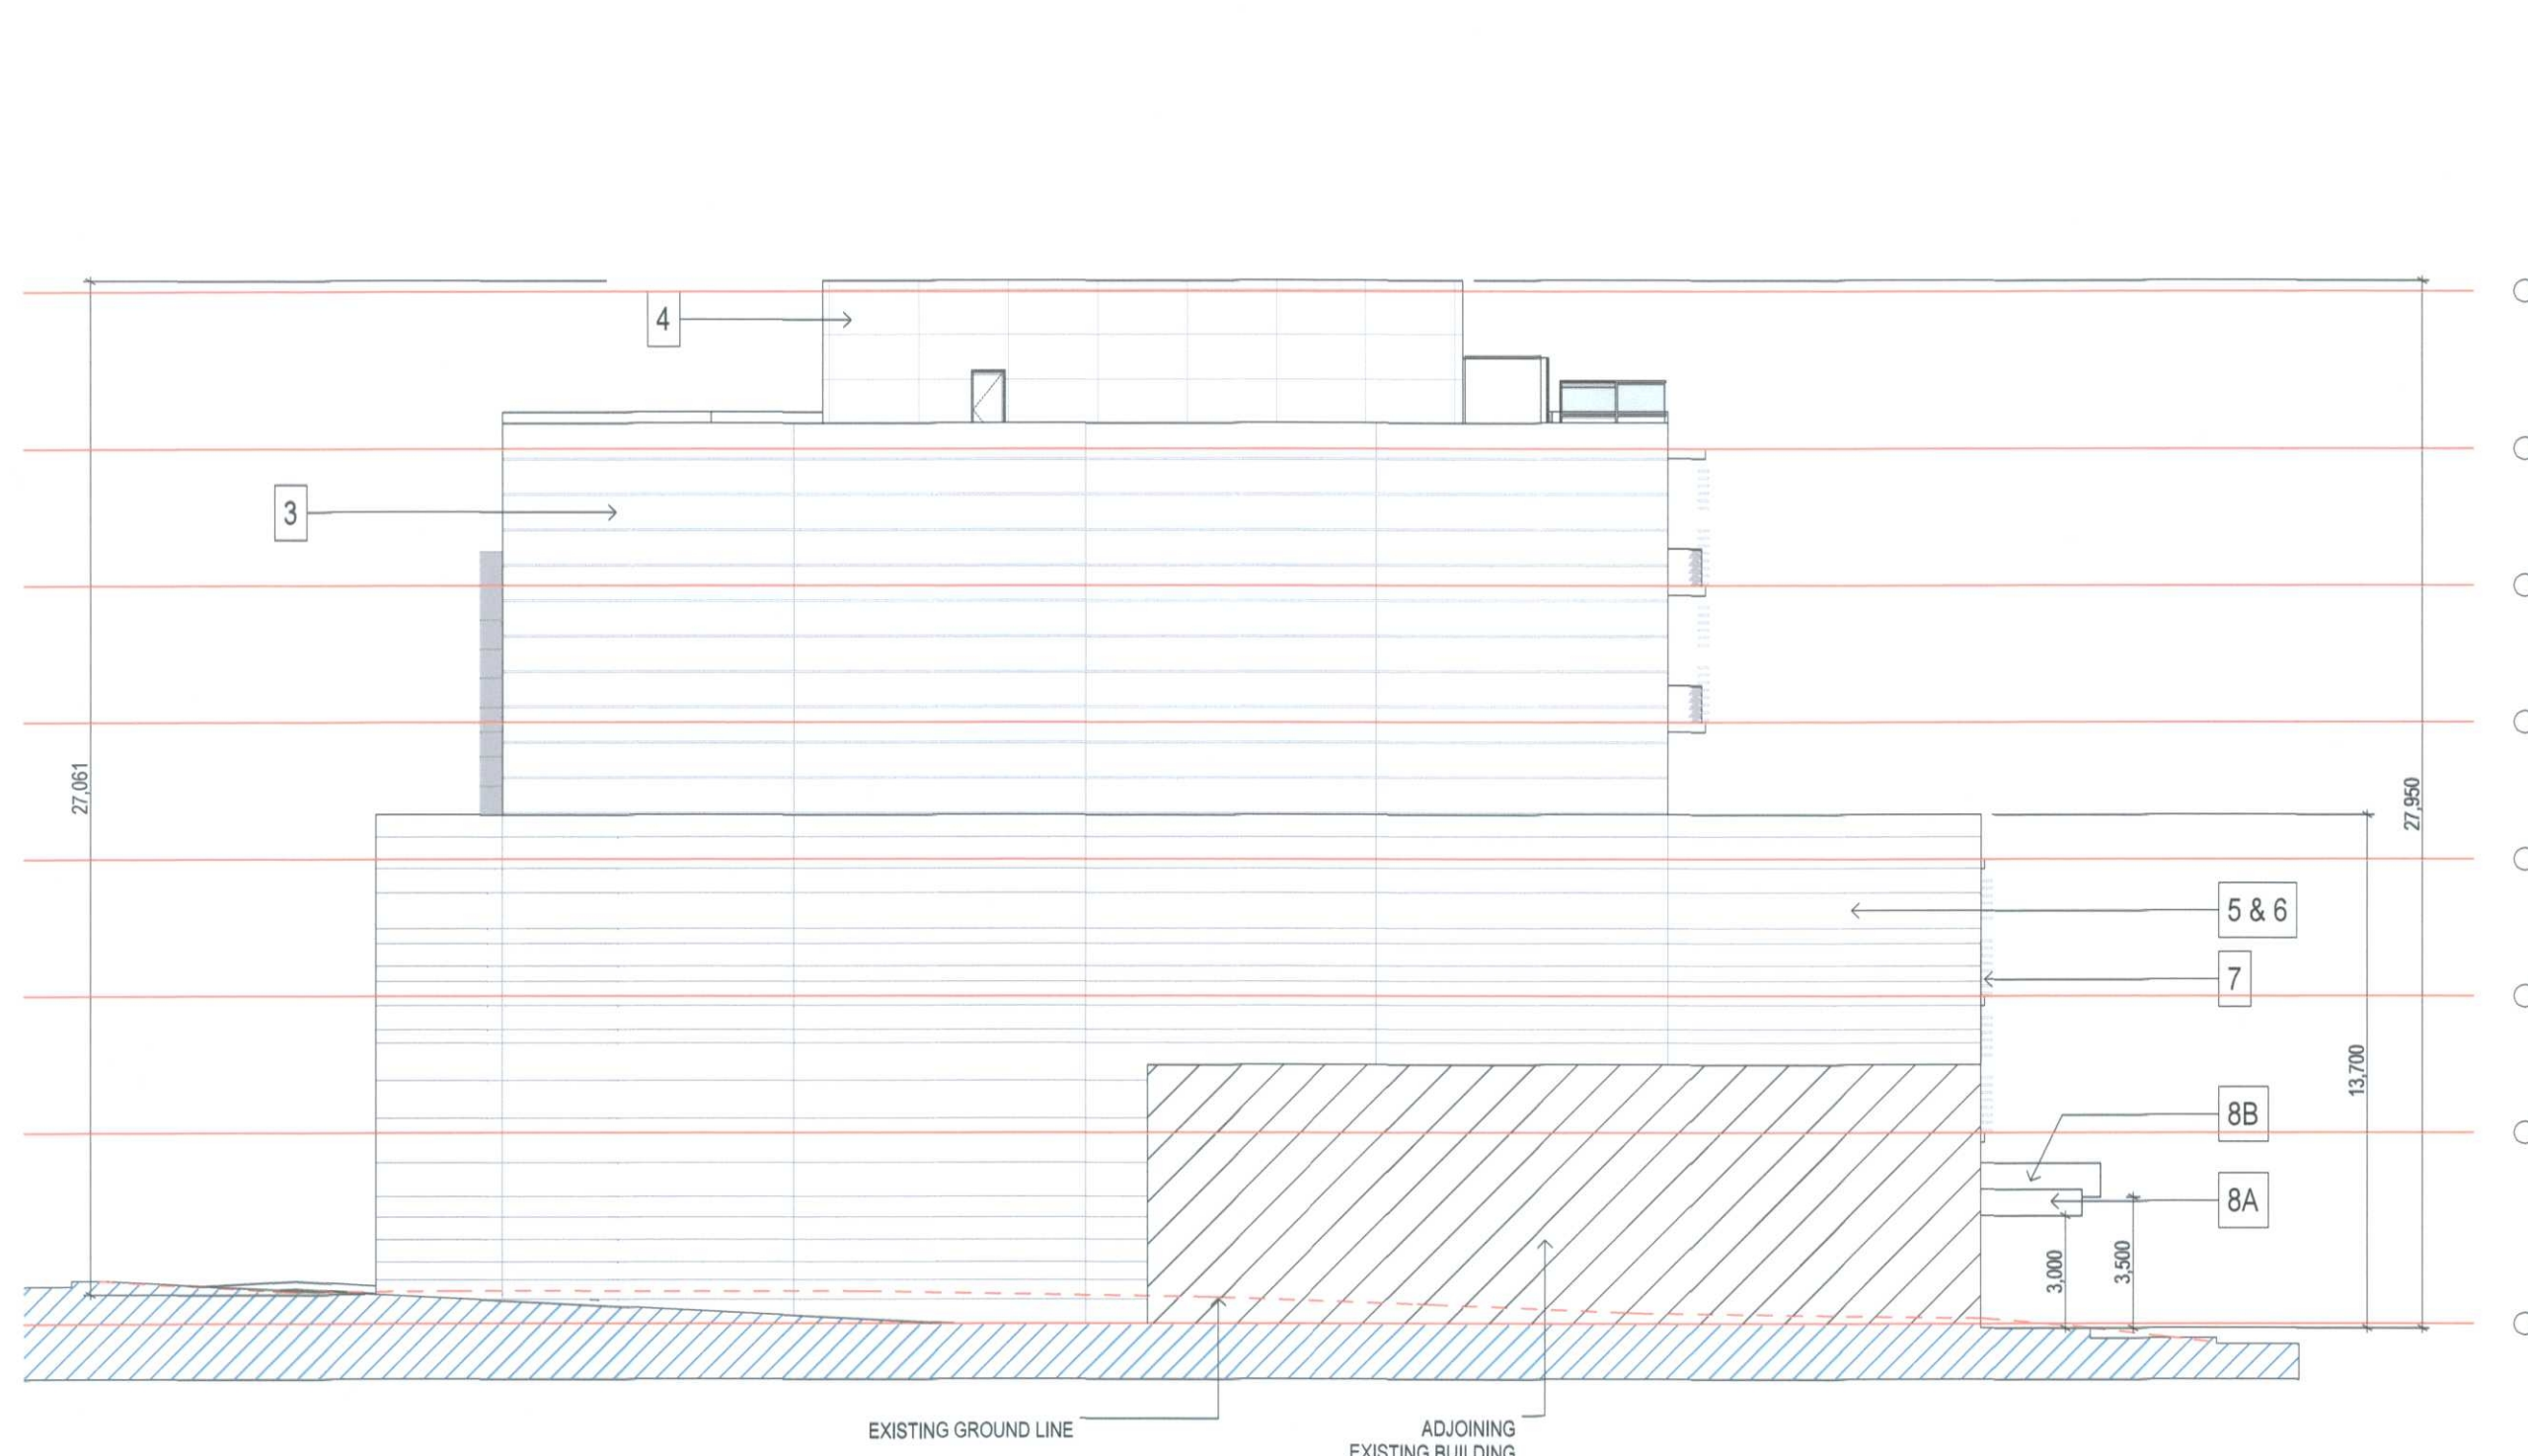 4
3
27,061
27,950
5 & 6
7
13,700
8B
8A
3,000
3,500
EXISTING GROUND LINE
ADJOINING
EXISTING BUILDING